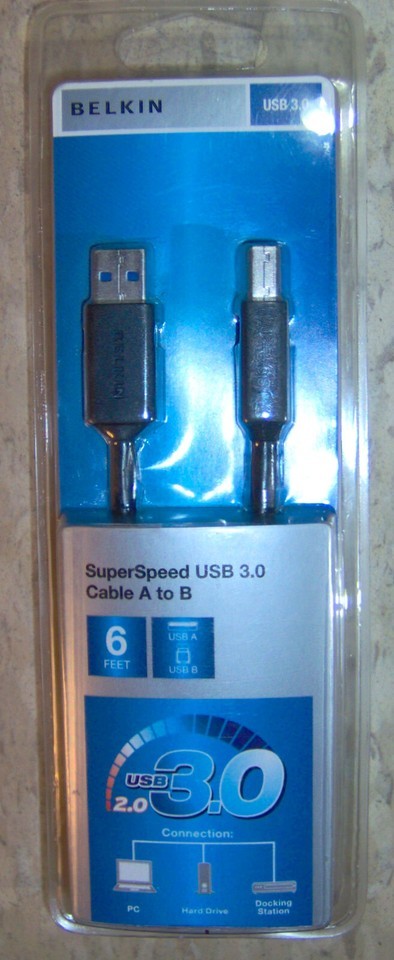 BELKIN
USB 3.0
BELKIN
SuperSpeed USB 3.0
Cable A to B
6
FEET
USB A
USB B
USB 3.0
2.0
Connection:
PC
Hard Drive
Docking
Station